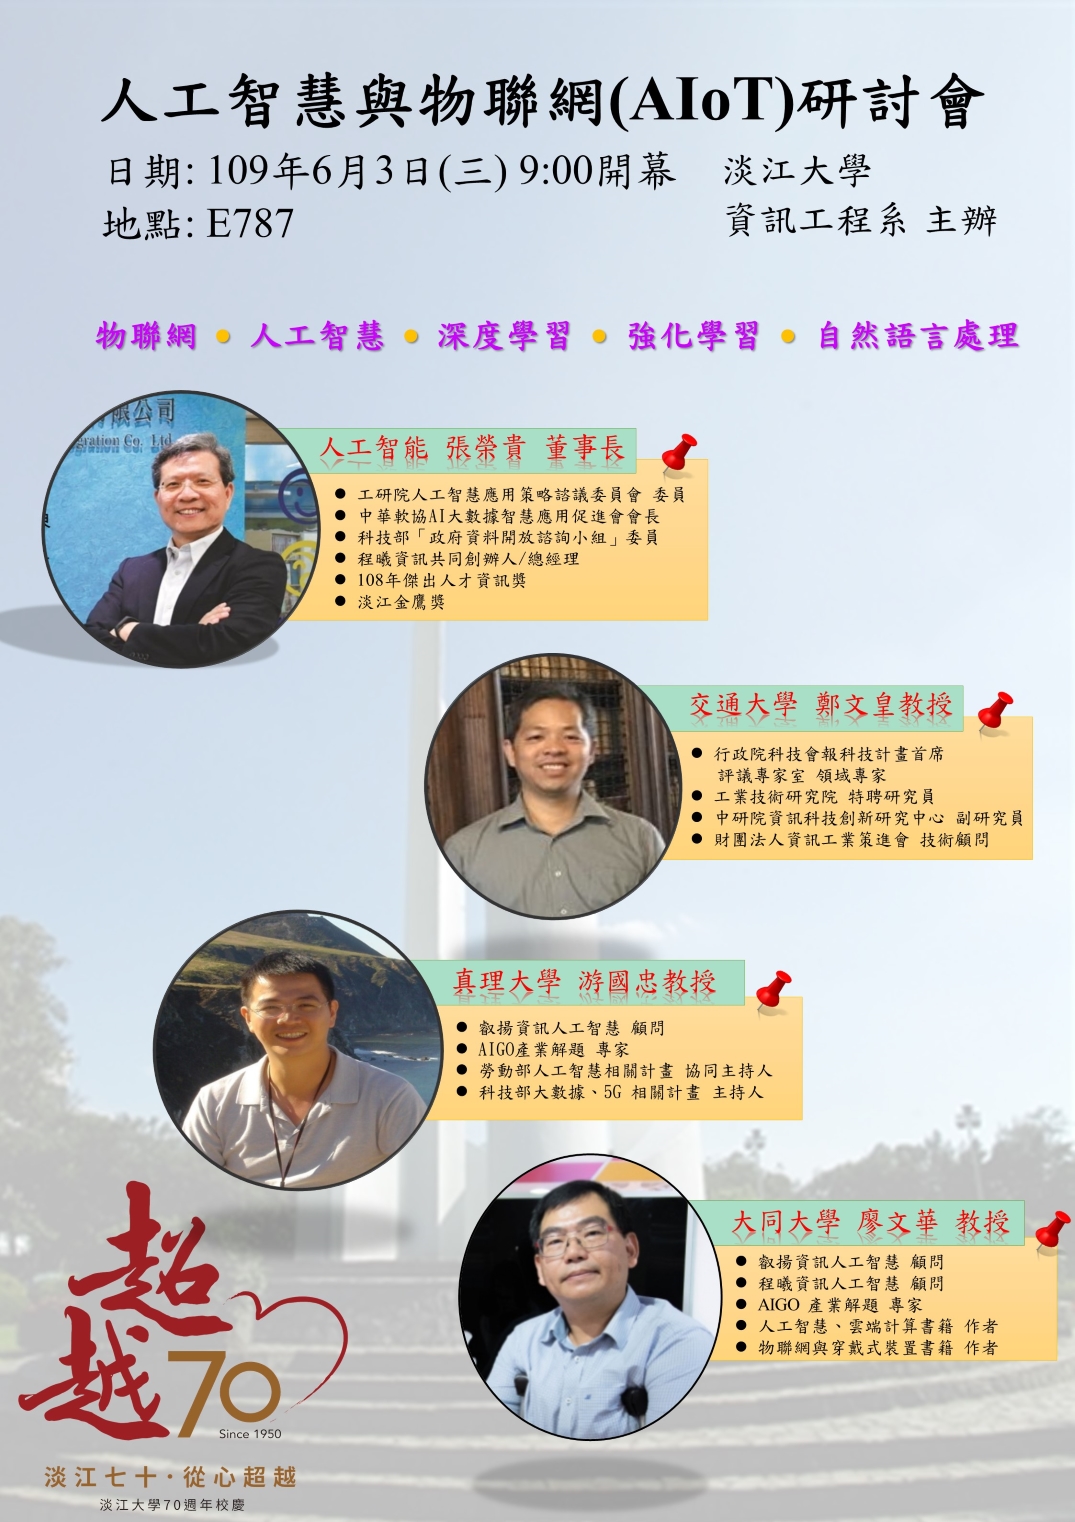 人工智慧與物聯網(AIoT)研討會
日期: 109年6月3日(三) 9:00開幕
地點: E787
淡江大學
資訊工程系 主辦
物聯網 • 人工智慧 • 深度學習 • 強化學習 • 自然語言處理
限公司
gration Co. Ltd
人工智能 張榮貴 董事長
● 工研院人工智慧應用策略諮議委員會 委員
● 中華軟協AI大數據智慧應用促進會會長
● 科技部「政府資料開放諮詢小組」委員
● 程曦資訊共同創辦人/總經理
● 108年傑出人才資訊獎
● 淡江金鷹獎
交通大學 鄭文皇教授
● 行政院科技會報科技計畫首席
評議專家室 領域專家
● 工業技術研究院 特聘研究員
● 中研院資訊科技創新研究中心 副研究員
● 財團法人資訊工業策進會 技術顧問
真理大學 游國忠教授
● 叡揚資訊人工智慧 顧問
● AIGO產業解題 專家
● 勞動部人工智慧相關計畫 協同主持人
● 科技部大數據、5G 相關計畫 主持人
大同大學 廖文華 教授
● 叡揚資訊人工智慧 顧問
● 程曦資訊人工智慧 顧問
● AIGO 產業解題 專家
● 人工智慧、雲端計算書籍 作者
● 物聯網與穿戴式裝置書籍 作者
超
越70
Since 1950
淡江七十·從心超越
淡江大學70週年校慶